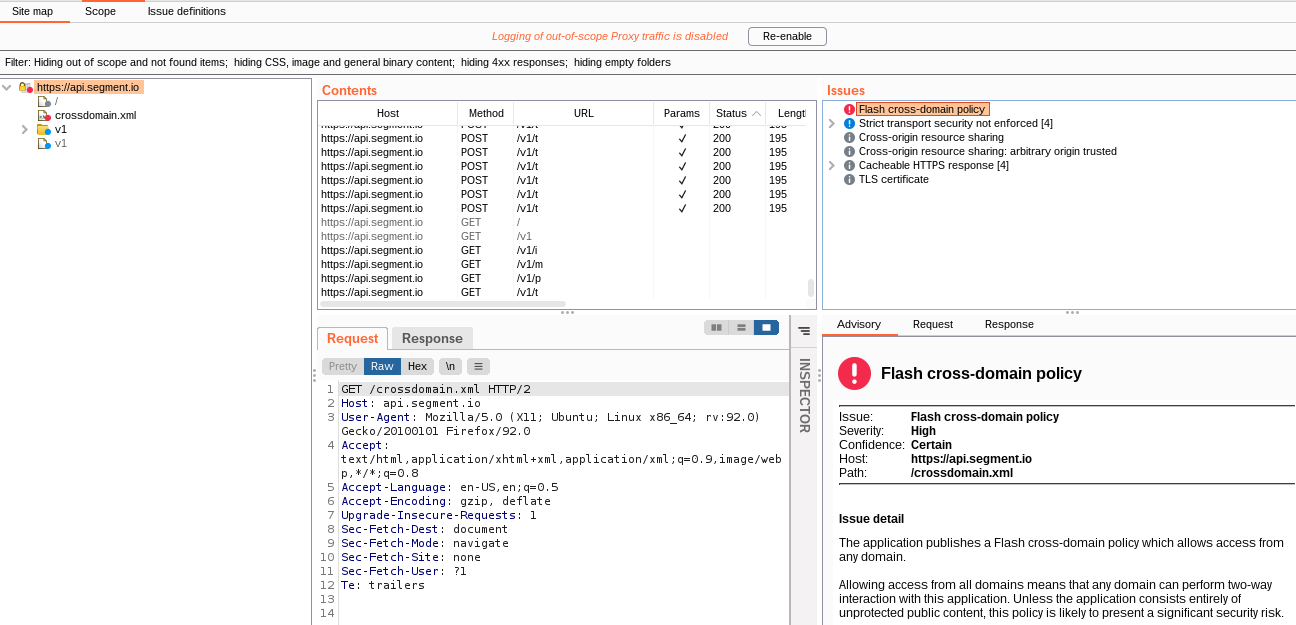 Site map Scope Issue definitions
Logging of out-of-scope Proxy traffic is disabled Re-enable
Filter: Hiding out of scope and not found items; hiding CSS, image and general binary content; hiding 4xx responses; hiding empty folders
https://api.segment.io
/
crossdomain.xml
v1
v1
Contents
Host Method URL Params Status Lengt
https://api.segment.io POST /v1/t ✓ 200 195
https://api.segment.io POST /v1/t ✓ 200 195
https://api.segment.io POST /v1/t ✓ 200 195
https://api.segment.io POST /v1/t ✓ 200 195
https://api.segment.io POST /v1/t ✓ 200 195
https://api.segment.io POST /v1/t ✓ 200 195
https://api.segment.io POST /v1/t ✓ 200 195
https://api.segment.io GET /
https://api.segment.io GET /v1
https://api.segment.io GET /v1/i
https://api.segment.io GET /v1/m
https://api.segment.io GET /v1/p
https://api.segment.io GET /v1/t
Request Response
Pretty Raw Hex \n
1 GET /crossdomain.xml HTTP/2
2 Host: api.segment.io
3 User-Agent: Mozilla/5.0 (X11; Ubuntu; Linux x86_64; rv:92.0)
Gecko/20100101 Firefox/92.0
4 Accept:
text/html,application/xhtml+xml,application/xml;q=0.9,image/web
p,*/*;q=0.8
5 Accept-Language: en-US,en;q=0.5
6 Accept-Encoding: gzip, deflate
7 Upgrade-Insecure-Requests: 1
8 Sec-Fetch-Dest: document
9 Sec-Fetch-Mode: navigate
10 Sec-Fetch-Site: none
11 Sec-Fetch-User: ?1
12 Te: trailers
13
14
INSPECTOR
Issues
Flash cross-domain policy
Strict transport security not enforced [4]
Cross-origin resource sharing
Cross-origin resource sharing: arbitrary origin trusted
Cacheable HTTPS response [4]
TLS certificate
Advisory Request Response
Flash cross-domain policy
Issue: Flash cross-domain policy
Severity: High
Confidence: Certain
Host: https://api.segment.io
Path: /crossdomain.xml
Issue detail
The application publishes a Flash cross-domain policy which allows access from
any domain.
Allowing access from all domains means that any domain can perform two-way
interaction with this application. Unless the application consists entirely of
unprotected public content, this policy is likely to present a significant security risk.